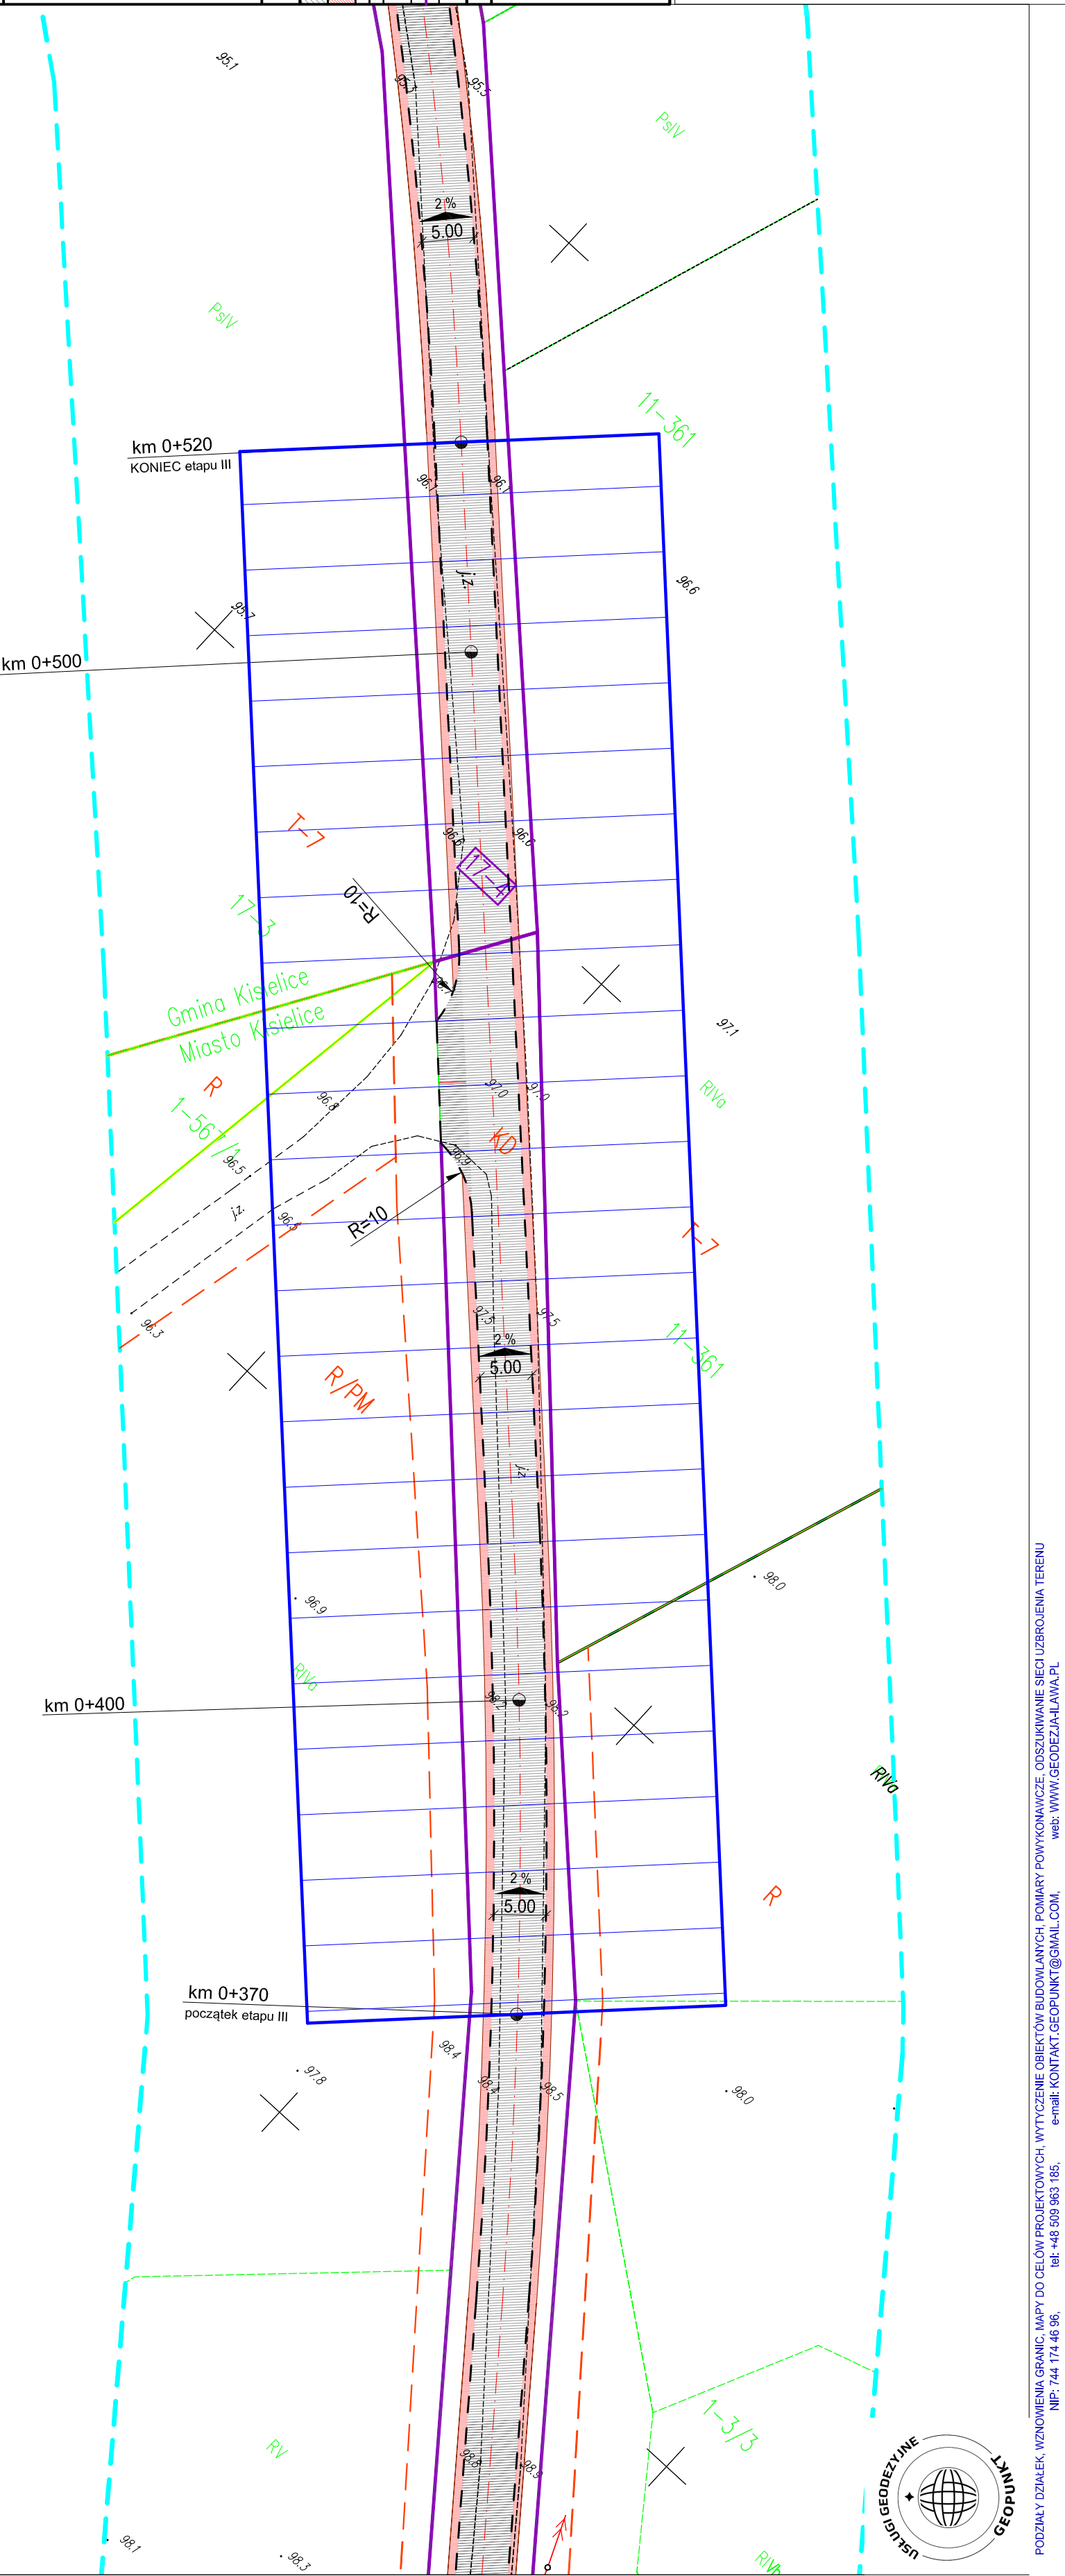 95.1
95.5
PsIV
2 %
5.00
PsIV
11-361
km 0+520
KONIEC etapu III
96.1
96.1
j.z.
96.6
95.7
km 0+500
T-7
96.6
96.6
17-4
R=10
17-3
Gmina Kisielice
Miasto Kisielice
97.1
R
96.8
97.0
97.0
RIVa
1-567/1
KD
96.5
96.9
j.z.
96.5
R=10
T-7
96.3
97.5
97.5
2 %
5.00
11-361
R/PM
j.z.
98.0
96.9
RIVa
98.2
98.2
km 0+400
RIVa
2 %
5.00
R
km 0+370
początek etapu III
98.4
97.8
98.4
98.5
98.0
1-3/3
RV
98.8
98.9
98.1
98.3
USŁUGI GEODEZYJNE
GEOPUNKT
PODZIAŁY DZIAŁEK, WZNOWIENIA GRANIC, MAPY DO CELÓW PROJEKTOWYCH, WYTYCZENIE OBIEKTÓW BUDOWLANYCH, POMIARY POWYKONAWCZE, ODSZUKIWANIE SIECI UZBROJENIA TERENU
NIP: 744 174 46 96, tel: +48 509 963 185, e-mail: KONTAKT.GEOPUNKT@GMAIL.COM, web: WWW.GEODEZJA-ILAWA.PL